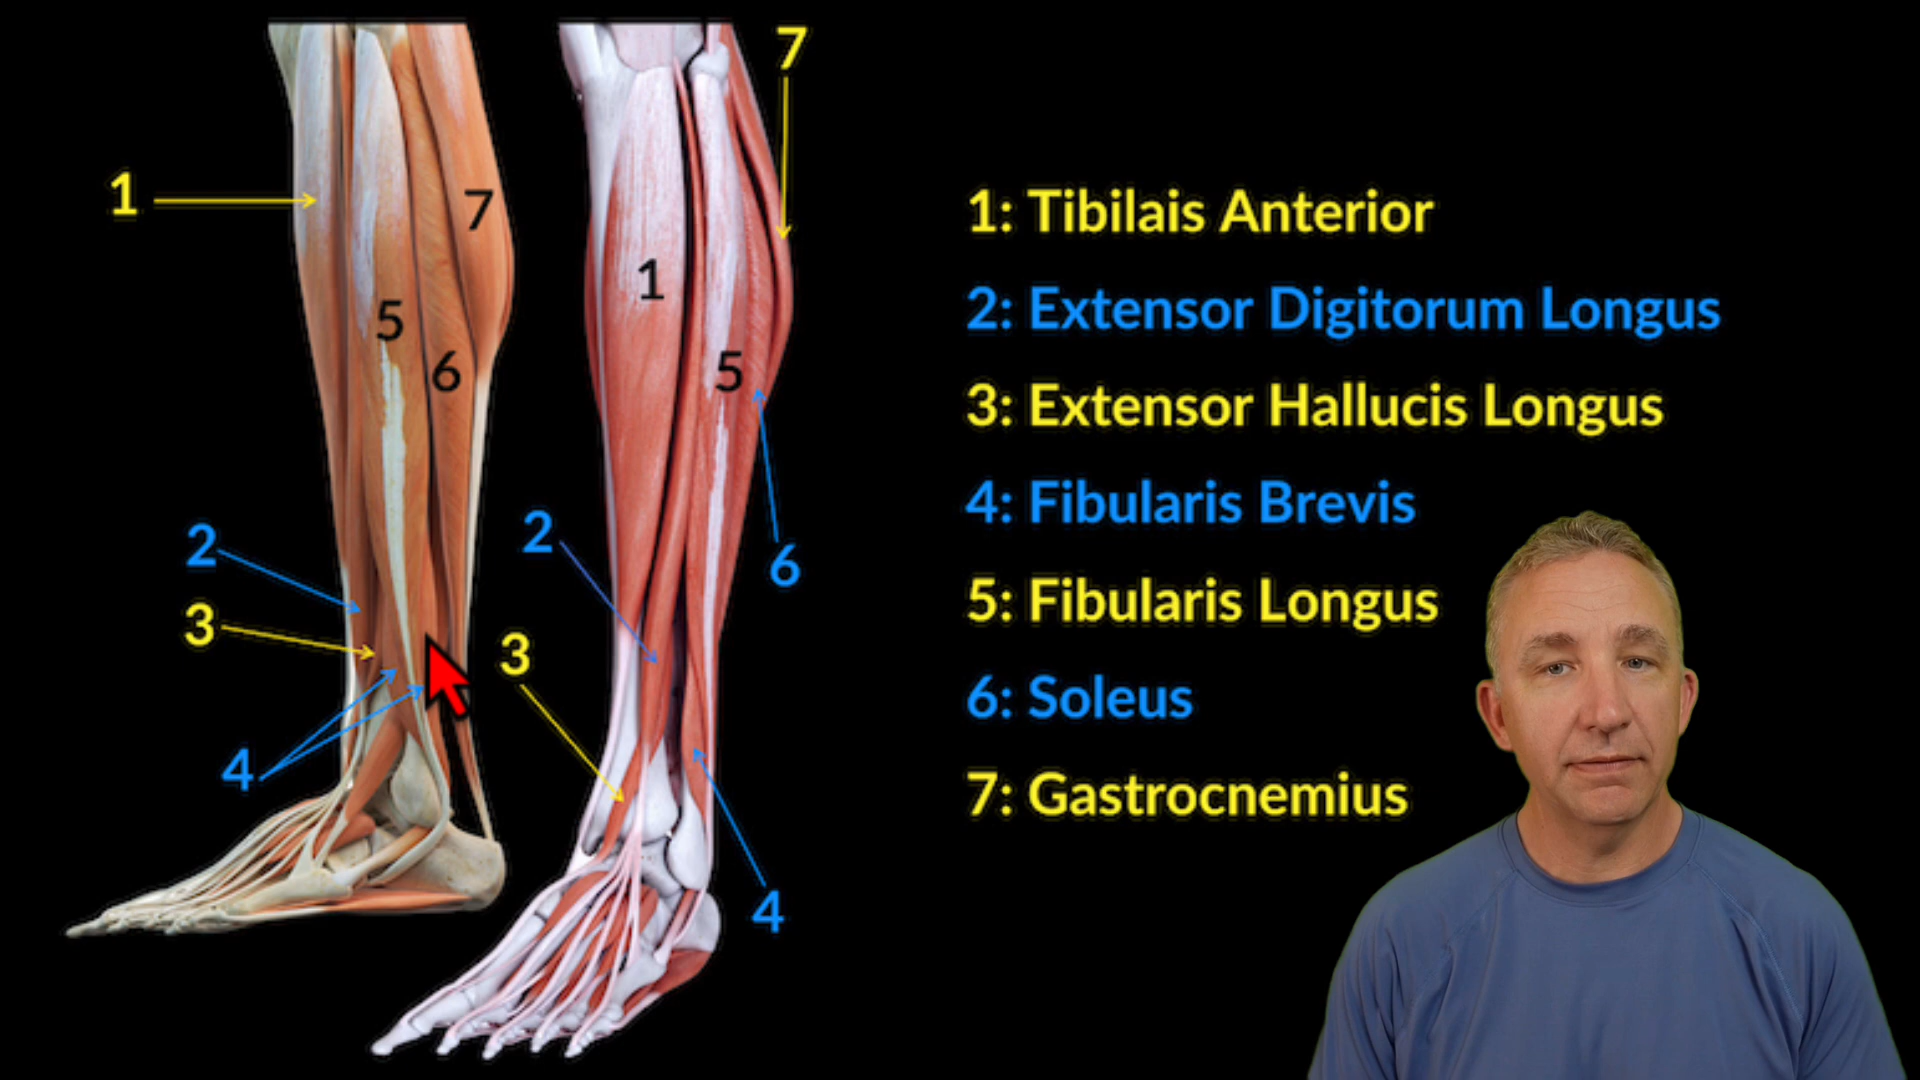 7
1
7
1
5
5
6
2
2
6
3
3
4
4
1: Tibilais Anterior
2: Extensor Digitorum Longus
3: Extensor Hallucis Longus
4: Fibularis Brevis
5: Fibularis Longus
6: Soleus
7: Gastrocnemius